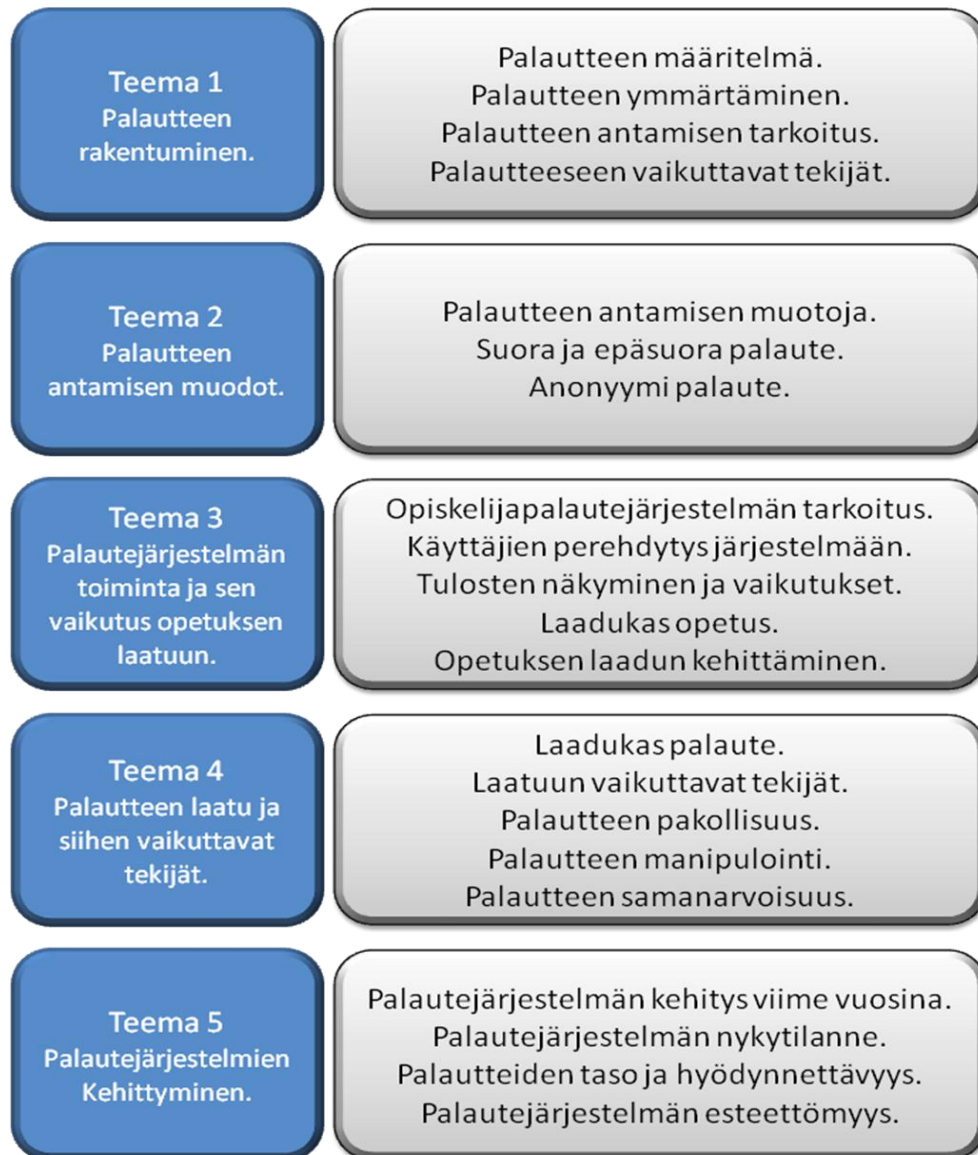 Teema 1
Palautteen
rakentuminen.
Palautteen määritelmä.
Palautteen ymmärtäminen.
Palautteen antamisen tarkoitus.
Palautteeseen vaikuttavat tekijät.
Teema 2
Palautteen
antamisen muodot.
Palautteen antamisen muotoja.
Suora ja epäsuora palaute.
Anonyymi palaute.
Teema 3
Palautejärjestelmän
toiminta ja sen
vaikutus opetuksen
laatuun.
Opiskelijapalautejärjestelmän tarkoitus.
Käyttäjien perehdytys järjestelmään.
Tulosten näkyminen ja vaikutukset.
Laadukas opetus.
Opetuksen laadun kehittäminen.
Teema 4
Palautteen laatu ja
siihen vaikuttavat
tekijät.
Laadukas palaute.
Laatuun vaikuttavat tekijät.
Palautteen pakollisuus.
Palautteen manipulointi.
Palautteen samanarvoisuus.
Teema 5
Palautejärjestelmien
Kehittyminen.
Palautejärjestelmän kehitys viime vuosina.
Palautejärjestelmän nykytilanne.
Palautteiden taso ja hyödynnettävyys.
Palautejärjestelmän esteettömyys.